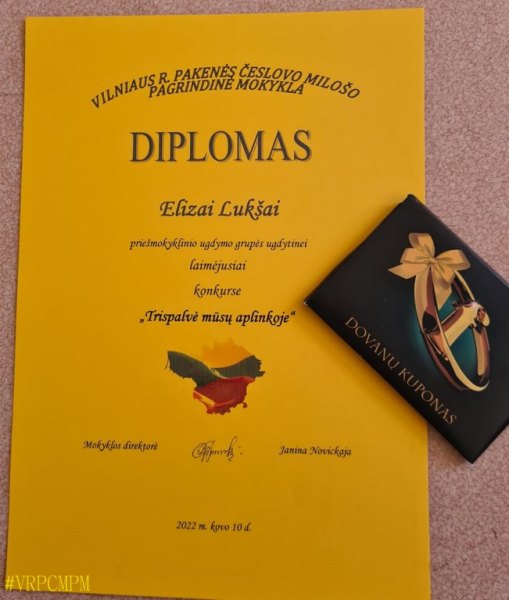 VILNIAUS R. PAKENĖS ČESLOVO MILOŠO
PAGRINDINĖ MOKYKLA
DIPLOMAS
Elizai Lukšai
priešmokyklinio ugdymo grupės ugdytinei
laimėjusiai
konkurse
„Trispalvė mūsų aplinkoje“
Mokyklos direktorė
Janina Novickaja
2022 m. kovo 10 d.
DOVANŲ KUPONAS
#VRPCMPM